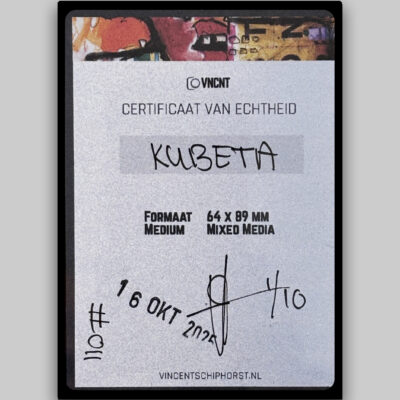 VNCNT
CERTIFICAAT VAN ECHTHEID
KUBETA
FORMAAT 64 X 89 MM
MEDIUM MIXED MEDIA
16 OKT 2025
1/10
#011
VINCENTSCHIPHORST.NL